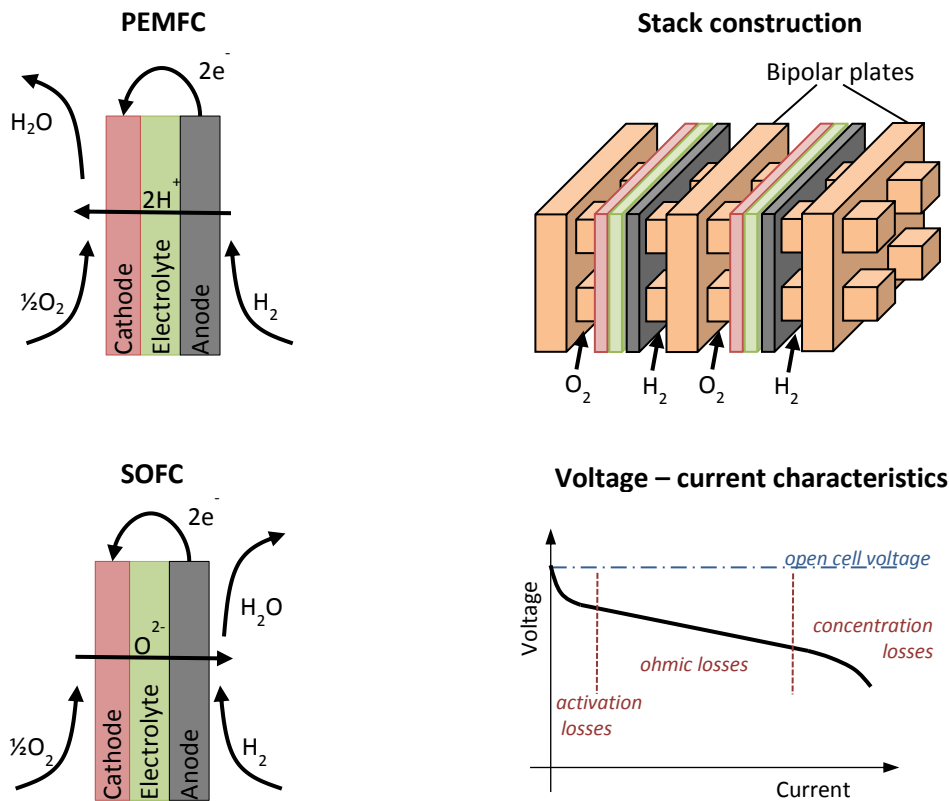 PEMFC
2e⁻
H₂O
2H⁺
½O₂
H₂
Cathode
Electrolyte
Anode
Stack construction
Bipolar plates
O₂
H₂
O₂
H₂
SOFC
2e⁻
H₂O
O²⁻
½O₂
H₂
Cathode
Electrolyte
Anode
Voltage – current characteristics
open cell voltage
Voltage
concentration
losses
ohmic losses
activation
losses
Current